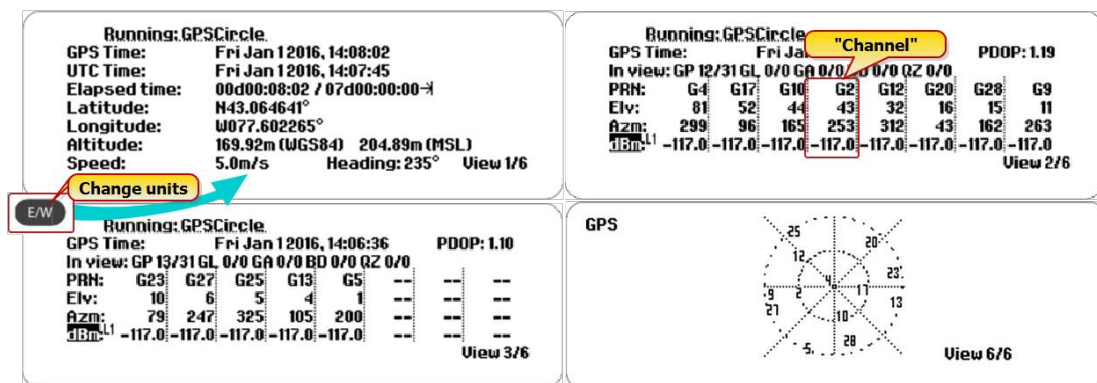 Running: GPSCircle
GPS Time: Fri Jan 1 2016, 14:08:02
UTC Time: Fri Jan 1 2016, 14:07:45
Elapsed time: 00d00:08:02 / 07d00:00:00
Latitude: N43.064641°
Longitude: W077.602265°
Altitude: 169.92m (WGS84) 204.89m (MSL)
Speed: 5.0m/s Heading: 235° View 1/6
Change units
E/W
Running: GPSCircle
GPS Time: Fri Ja PDOP: 1.19
"Channel"
In view: GP 12/31 GL 0/0 GA 0/0 BD 0/0 QZ 0/0
PRN: G4 G17 G10 G2 G12 G20 G28 G9
Elv: 81 52 44 43 32 16 15 11
Azm: 299 96 165 253 312 43 162 263
dBm: L1 -117.0 -117.0 -117.0 -117.0 -117.0 -117.0 -117.0 -117.0
View 2/6
Running: GPSCircle
GPS Time: Fri Jan 1 2016, 14:06:36 PDOP: 1.10
In view: GP 13/31 GL 0/0 GA 0/0 BD 0/0 QZ 0/0
PRN: G23 G27 G25 G13 G5 -- -- --
Elv: 10 6 5 4 1 -- -- --
Azm: 79 247 325 105 200 -- -- --
dBm: L1 -117.0 -117.0 -117.0 -117.0 -117.0 -- -- --
View 3/6
GPS
25
20
12
23
4
9 2 17
27 13
10
28
5
View 6/6